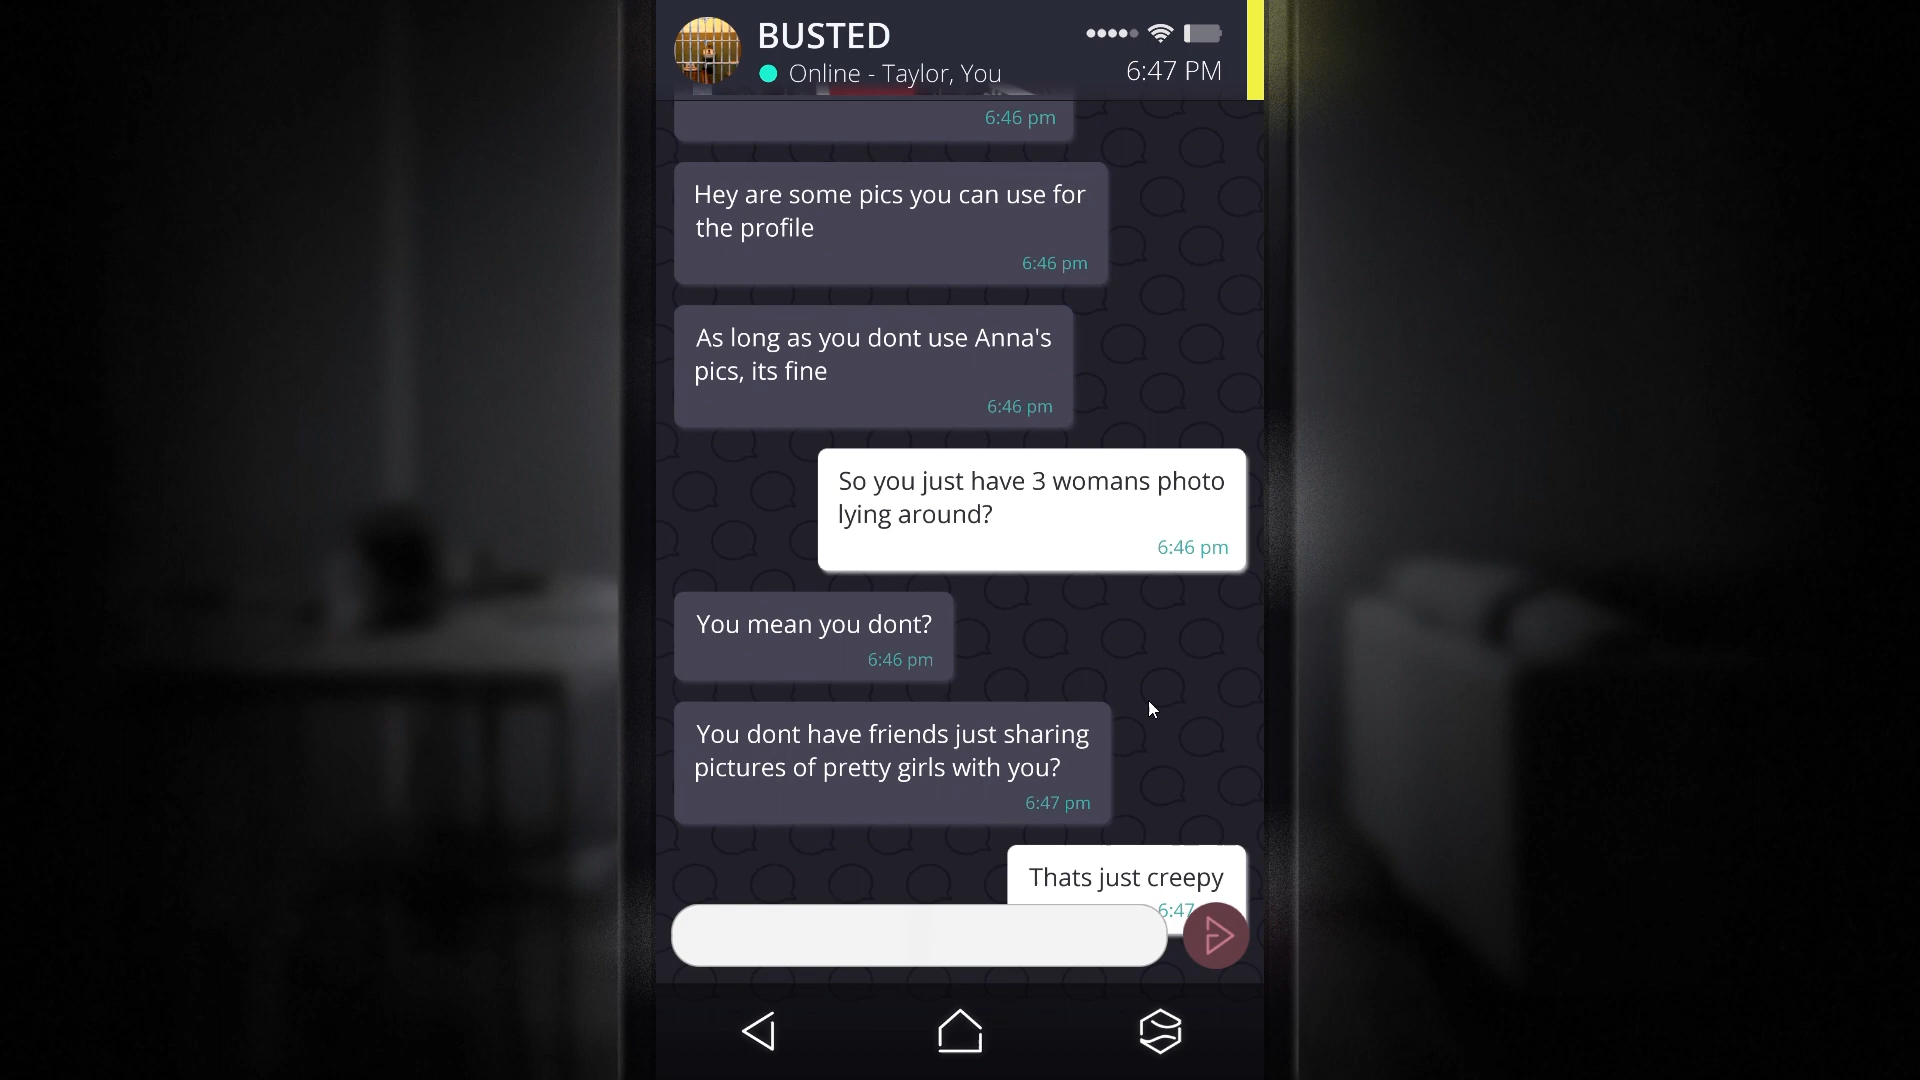 BUSTED
Online - Taylor, You
6:47 PM
6:46 pm
Hey are some pics you can use for
the profile
6:46 pm
As long as you dont use Anna's
pics, its fine
6:46 pm
So you just have 3 womans photo
lying around?
6:46 pm
You mean you dont?
6:46 pm
You dont have friends just sharing
pictures of pretty girls with you?
6:47 pm
Thats just creepy
6:47